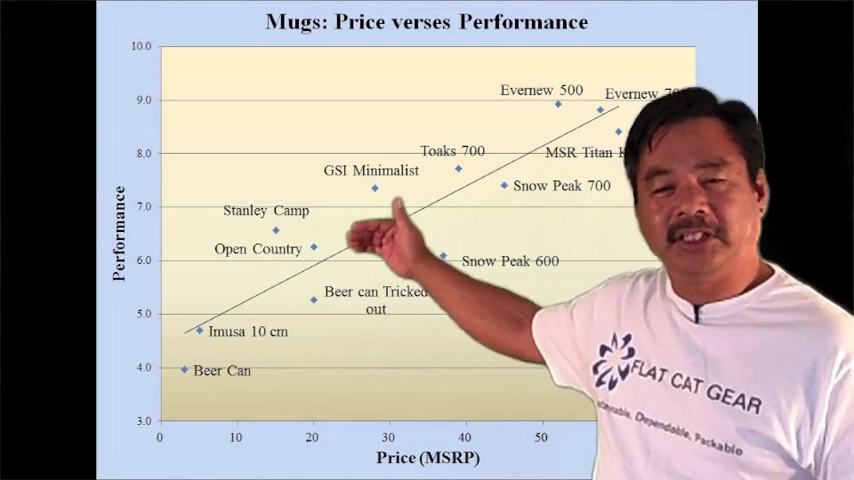 Mugs: Price verses Performance
10.0
9.0
8.0
7.0
6.0
5.0
4.0
3.0
Performance
Evernew 500
Evernew
Toaks 700
MSR Titan
GSI Minimalist
Snow Peak 700
Stanley Camp
Open Country
Snow Peak 600
Beer can Tricked
out
Imusa 10 cm
Beer Can
0
10
20
30
40
50
Price (MSRP)
FLAT CAT GEAR
Dependable, Packable